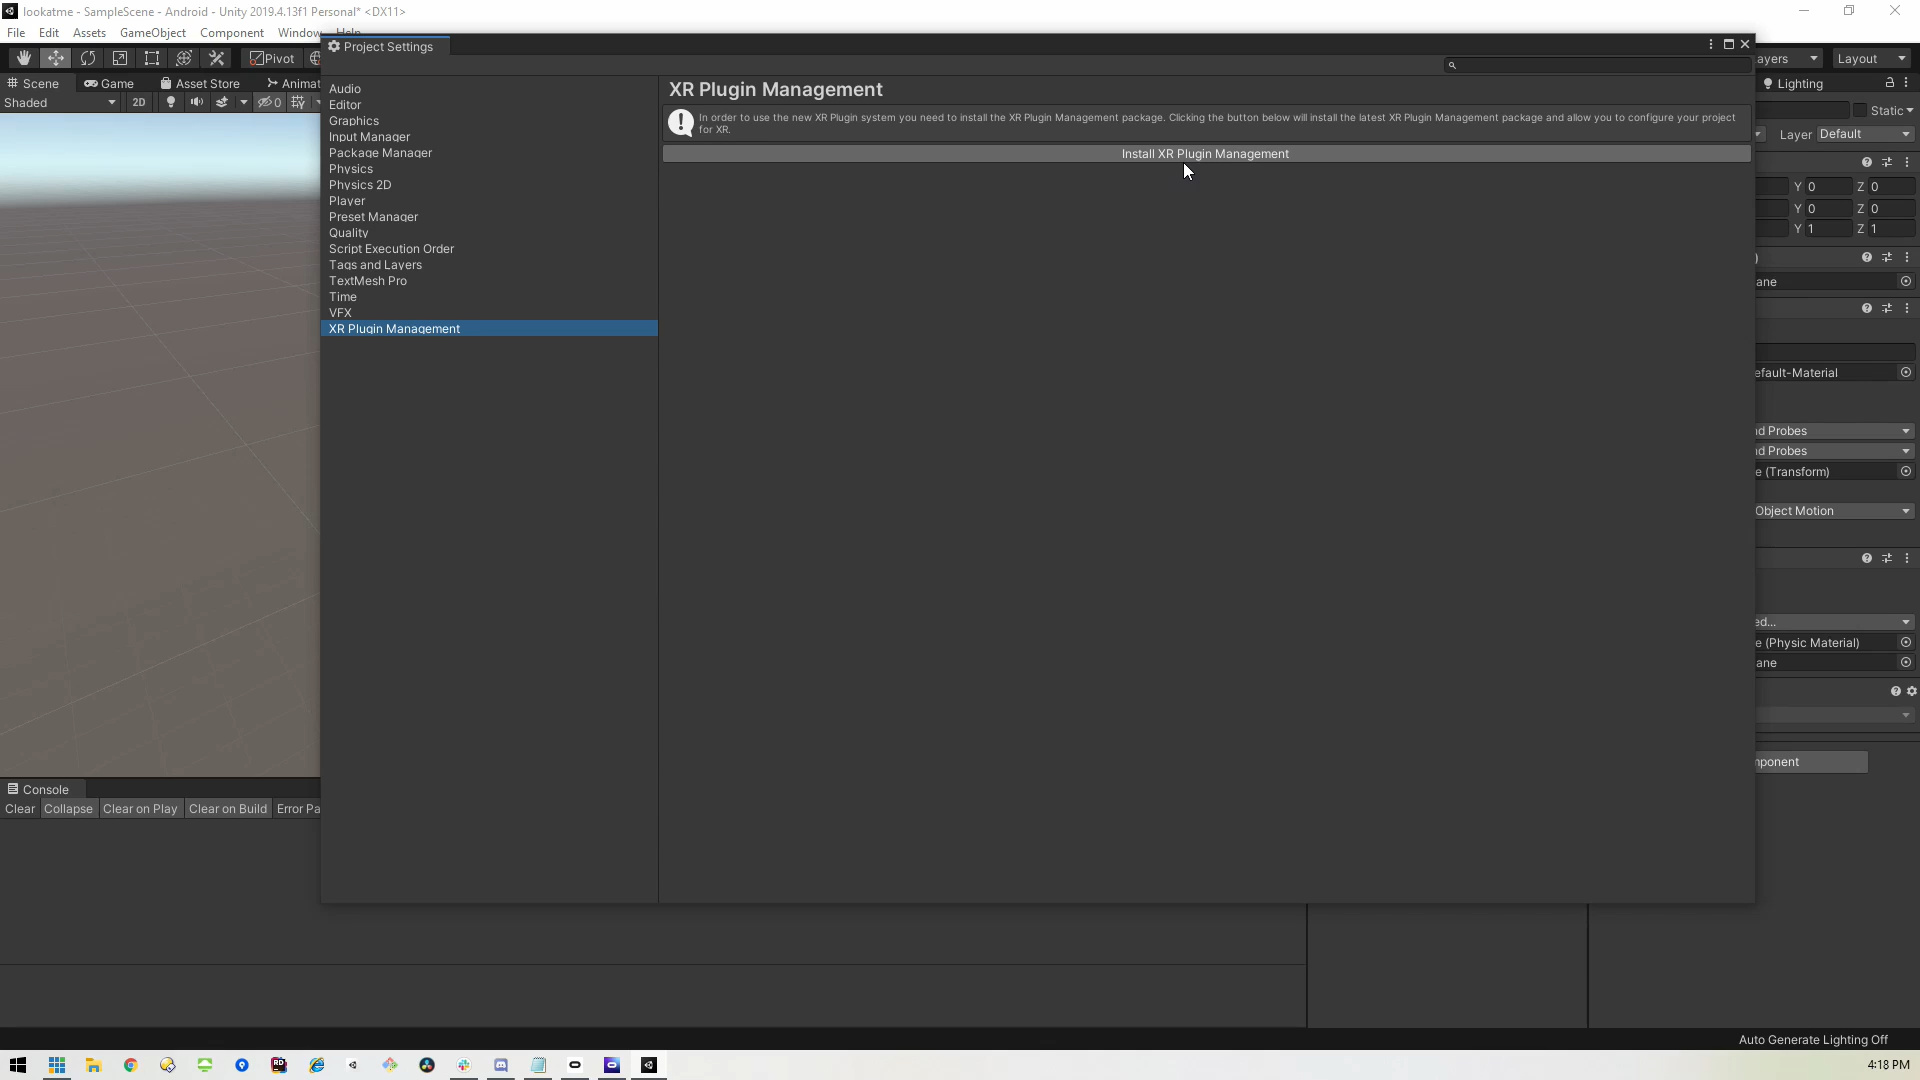 lookatme - SampleScene - Android - Unity 2019.4.13f1 Personal* <DX11>
File Edit Assets GameObject Component Window Help
Project Settings
Pivot
Layout
Scene Game Asset Store
Lighting
Shaded 2D 0
Static
Layer Default
Audio
Editor
Graphics
Input Manager
Package Manager
Physics
Physics 2D
Player
Preset Manager
Quality
Script Execution Order
Tags and Layers
TextMesh Pro
Time
VFX
XR Plugin Management
XR Plugin Management
In order to use the new XR Plugin system you need to install the XR Plugin Management package. Clicking the button below will install the latest XR Plugin Management package and allow you to configure your project
for XR.
Install XR Plugin Management
Y 0 Z 0
Y 0 Z 0
Y 1 Z 1
ane
efault-Material
d Probes
d Probes
e (Transform)
Object Motion
ed...
e (Physic Material)
ane
mponent
Console
Clear Collapse Clear on Play Clear on Build Error Pa
Auto Generate Lighting Off
4:18 PM